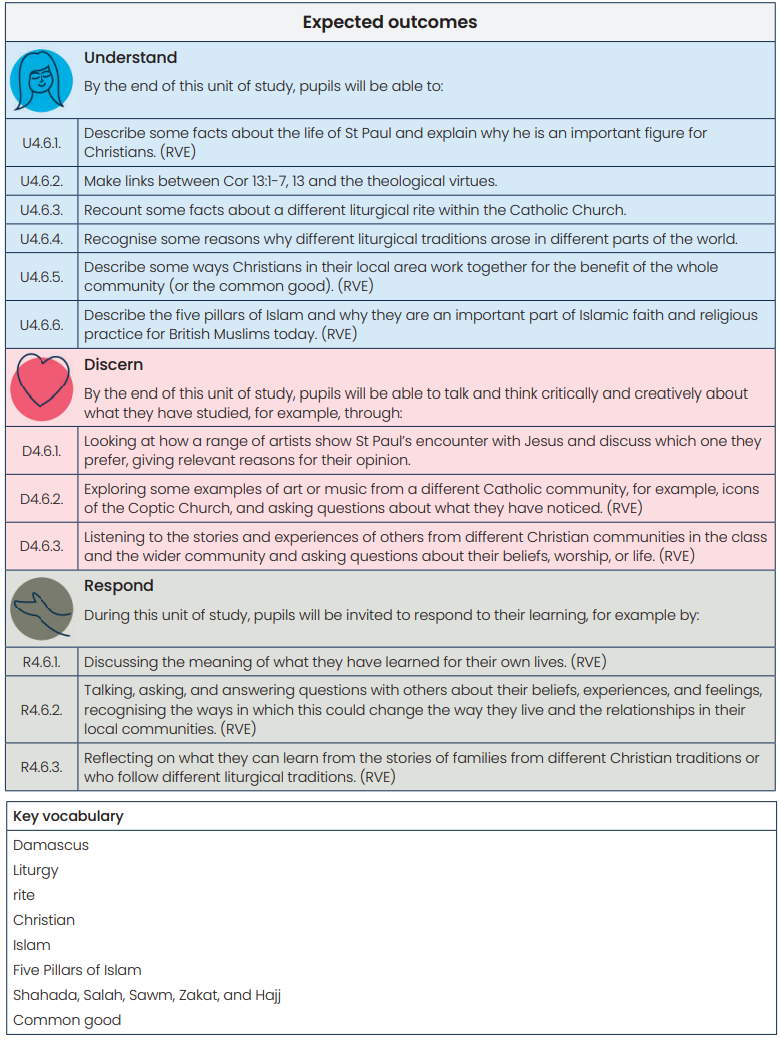 Expected outcomes
Understand
By the end of this unit of study, pupils will be able to:
U4.6.1.
Describe some facts about the life of St Paul and explain why he is an important figure for
Christians. (RVE)
U4.6.2.
Make links between Cor 13:1-7, 13 and the theological virtues.
U4.6.3.
Recount some facts about a different liturgical rite within the Catholic Church.
U4.6.4.
Recognise some reasons why different liturgical traditions arose in different parts of the world.
U4.6.5.
Describe some ways Christians in their local area work together for the benefit of the whole
community (or the common good). (RVE)
U4.6.6.
Describe the five pillars of Islam and why they are an important part of Islamic faith and religious
practice for British Muslims today. (RVE)
Discern
By the end of this unit of study, pupils will be able to talk and think critically and creatively about
what they have studied, for example, through:
D4.6.1.
Looking at how a range of artists show St Paul's encounter with Jesus and discuss which one they
prefer, giving relevant reasons for their opinion.
D4.6.2.
Exploring some examples of art or music from a different Catholic community, for example, icons
of the Coptic Church, and asking questions about what they have noticed. (RVE)
D4.6.3.
Listening to the stories and experiences of others from different Christian communities in the class
and the wider community and asking questions about their beliefs, worship, or life. (RVE)
Respond
During this unit of study, pupils will be invited to respond to their learning, for example by:
R4.6.1.
Discussing the meaning of what they have learned for their own lives. (RVE)
R4.6.2.
Talking, asking, and answering questions with others about their beliefs, experiences, and feelings,
recognising the ways in which this could change the way they live and the relationships in their
local communities. (RVE)
R4.6.3.
Reflecting on what they can learn from the stories of families from different Christian traditions or
who follow different liturgical traditions. (RVE)
Key vocabulary
Damascus
Liturgy
rite
Christian
Islam
Five Pillars of Islam
Shahada, Salah, Sawm, Zakat, and Hajj
Common good